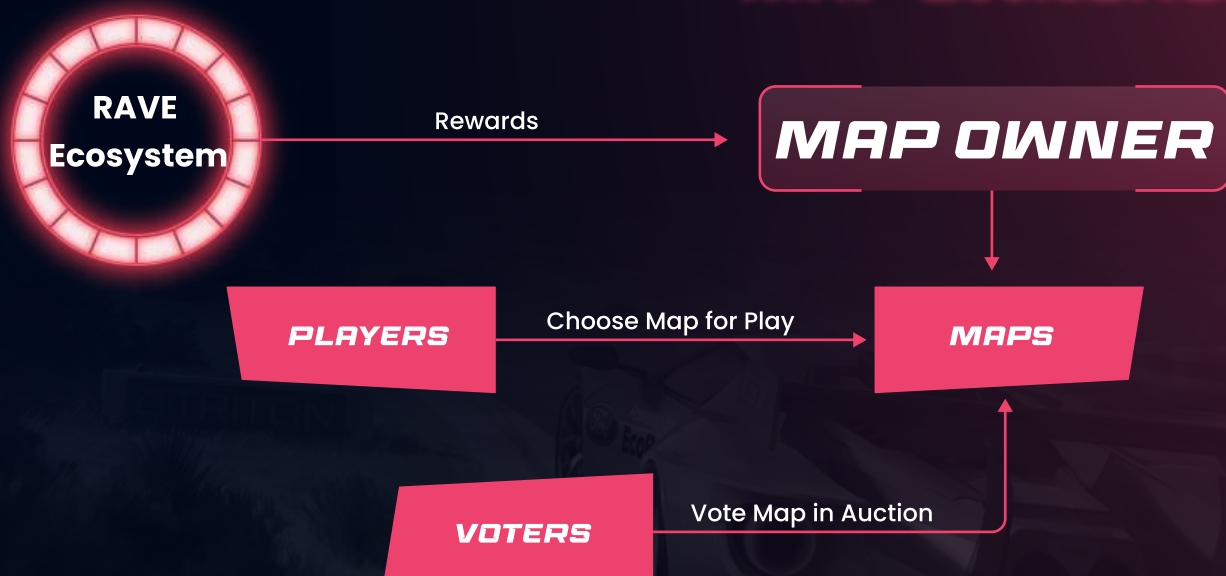 RAVE
Ecosystem
Rewards
MAP OWNER
PLAYERS
Choose Map for Play
MAPS
VOTERS
Vote Map in Auction